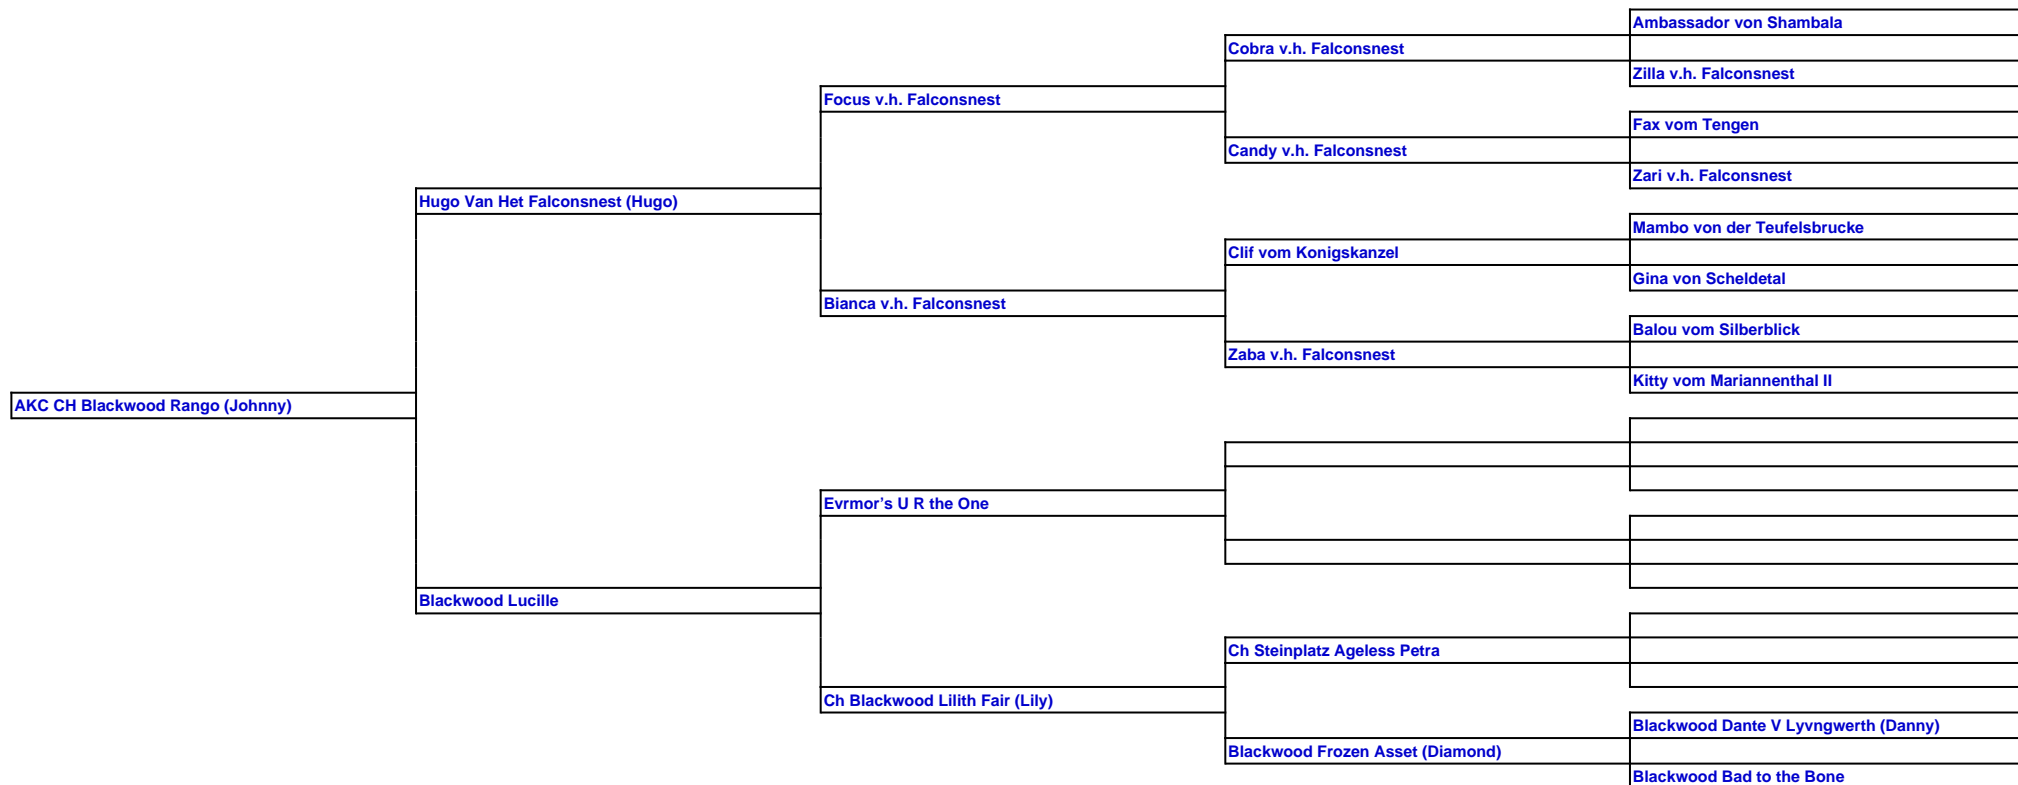 Ambassador von Shambala
Cobra v.h. Falconsnest
Zilla v.h. Falconsnest
Focus v.h. Falconsnest
Fax vom Tengen
Candy v.h. Falconsnest
Zari v.h. Falconsnest
Hugo Van Het Falconsnest (Hugo)
Mambo von der Teufelsbrucke
Clif vom Konigskanzel
Gina von Scheldetal
Bianca v.h. Falconsnest
Balou vom Silberblick
Zaba v.h. Falconsnest
Kitty vom Mariannenthal II
AKC CH Blackwood Rango (Johnny)
Evrmor’s U R the One
Blackwood Lucille
Ch Steinplatz Ageless Petra
Ch Blackwood Lilith Fair (Lily)
Blackwood Dante V Lyvngwerth (Danny)
Blackwood Frozen Asset (Diamond)
Blackwood Bad to the Bone